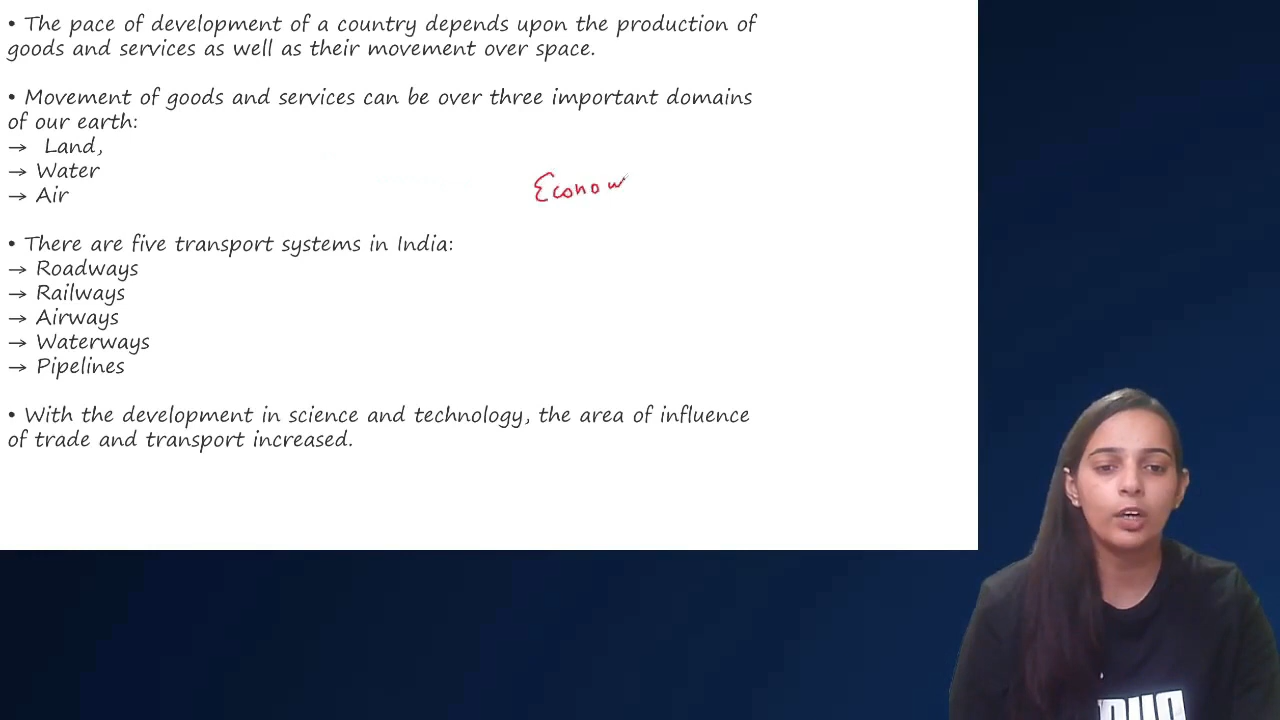 • The pace of development of a country depends upon the production of
goods and services as well as their movement over space.
• Movement of goods and services can be over three important domains
of our earth:
→ Land,
→ Water
→ Air
Econom
• There are five transport systems in India:
→ Roadways
→ Railways
→ Airways
→ Waterways
→ Pipelines
• With the development in science and technology, the area of influence
of trade and transport increased.